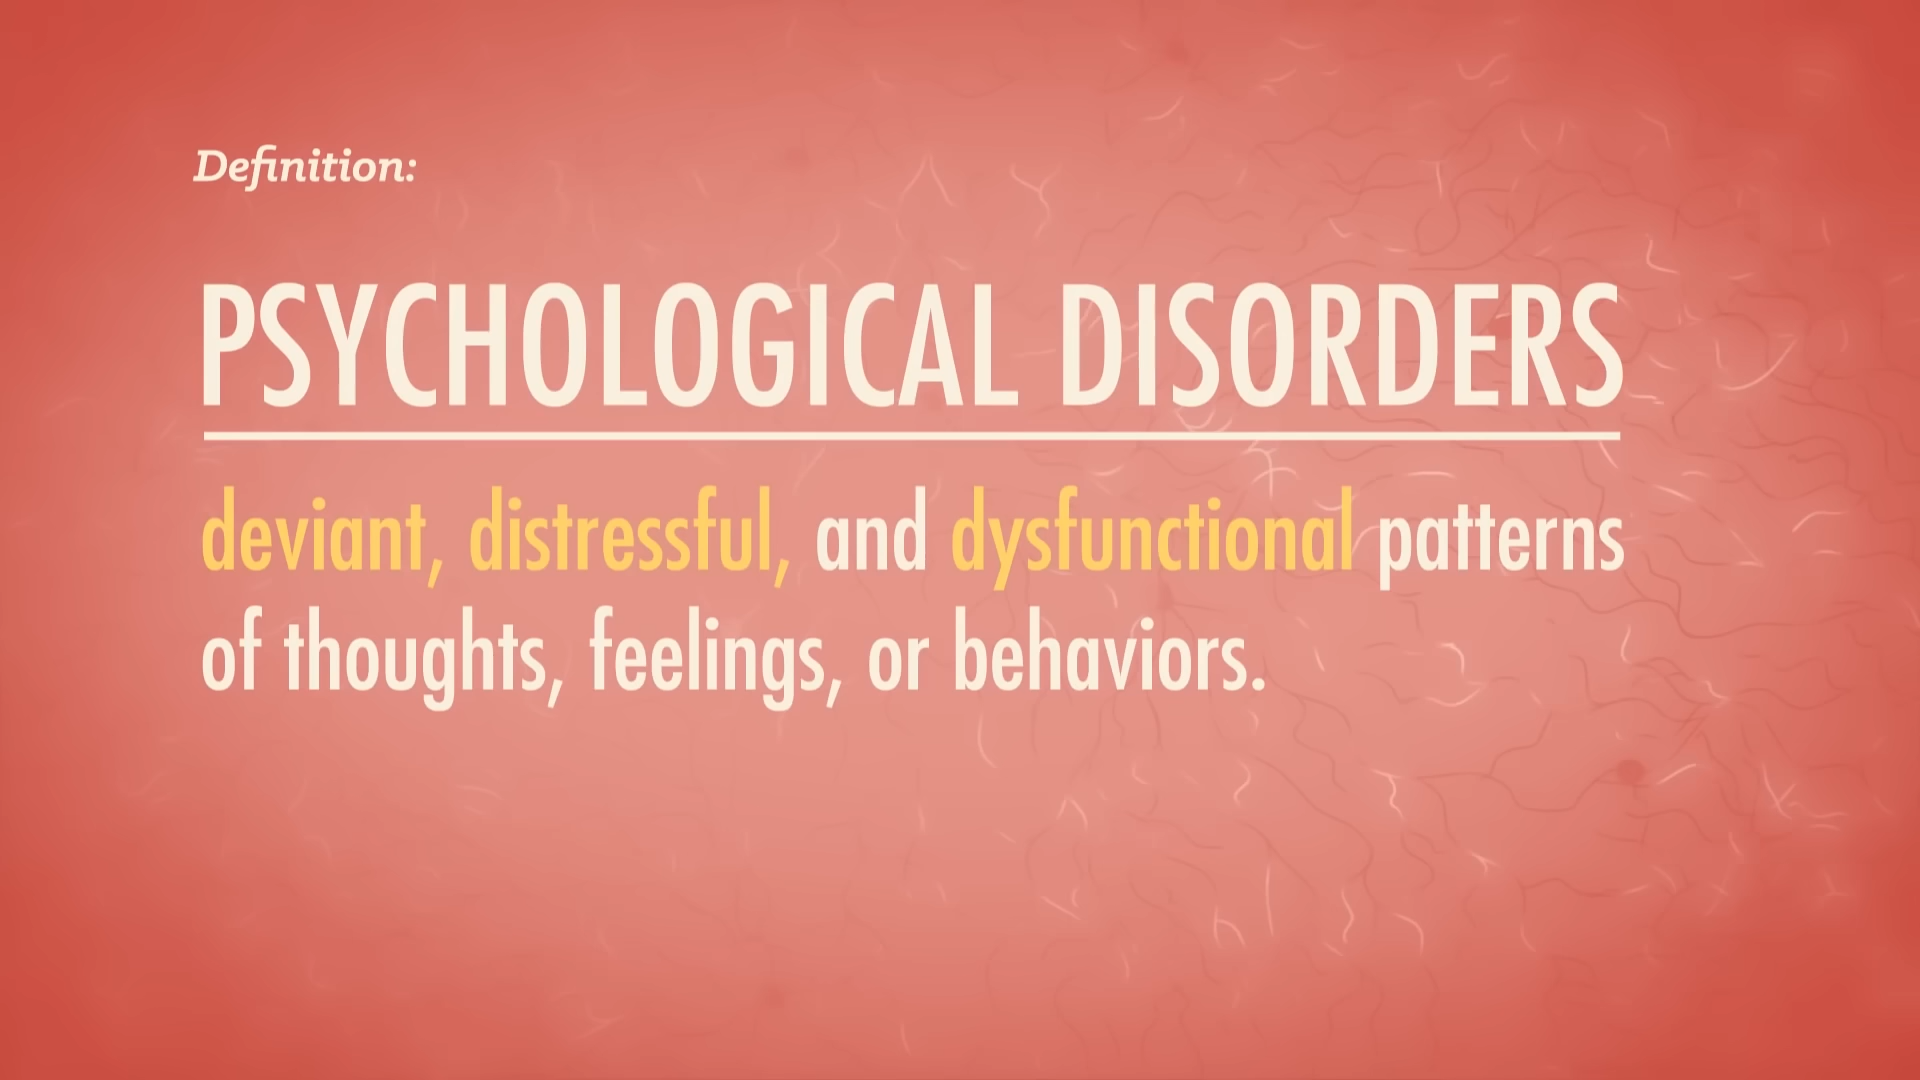 Definition:
PSYCHOLOGICAL DISORDERS
deviant, distressful, and dysfunctional patterns
of thoughts, feelings, or behaviors.